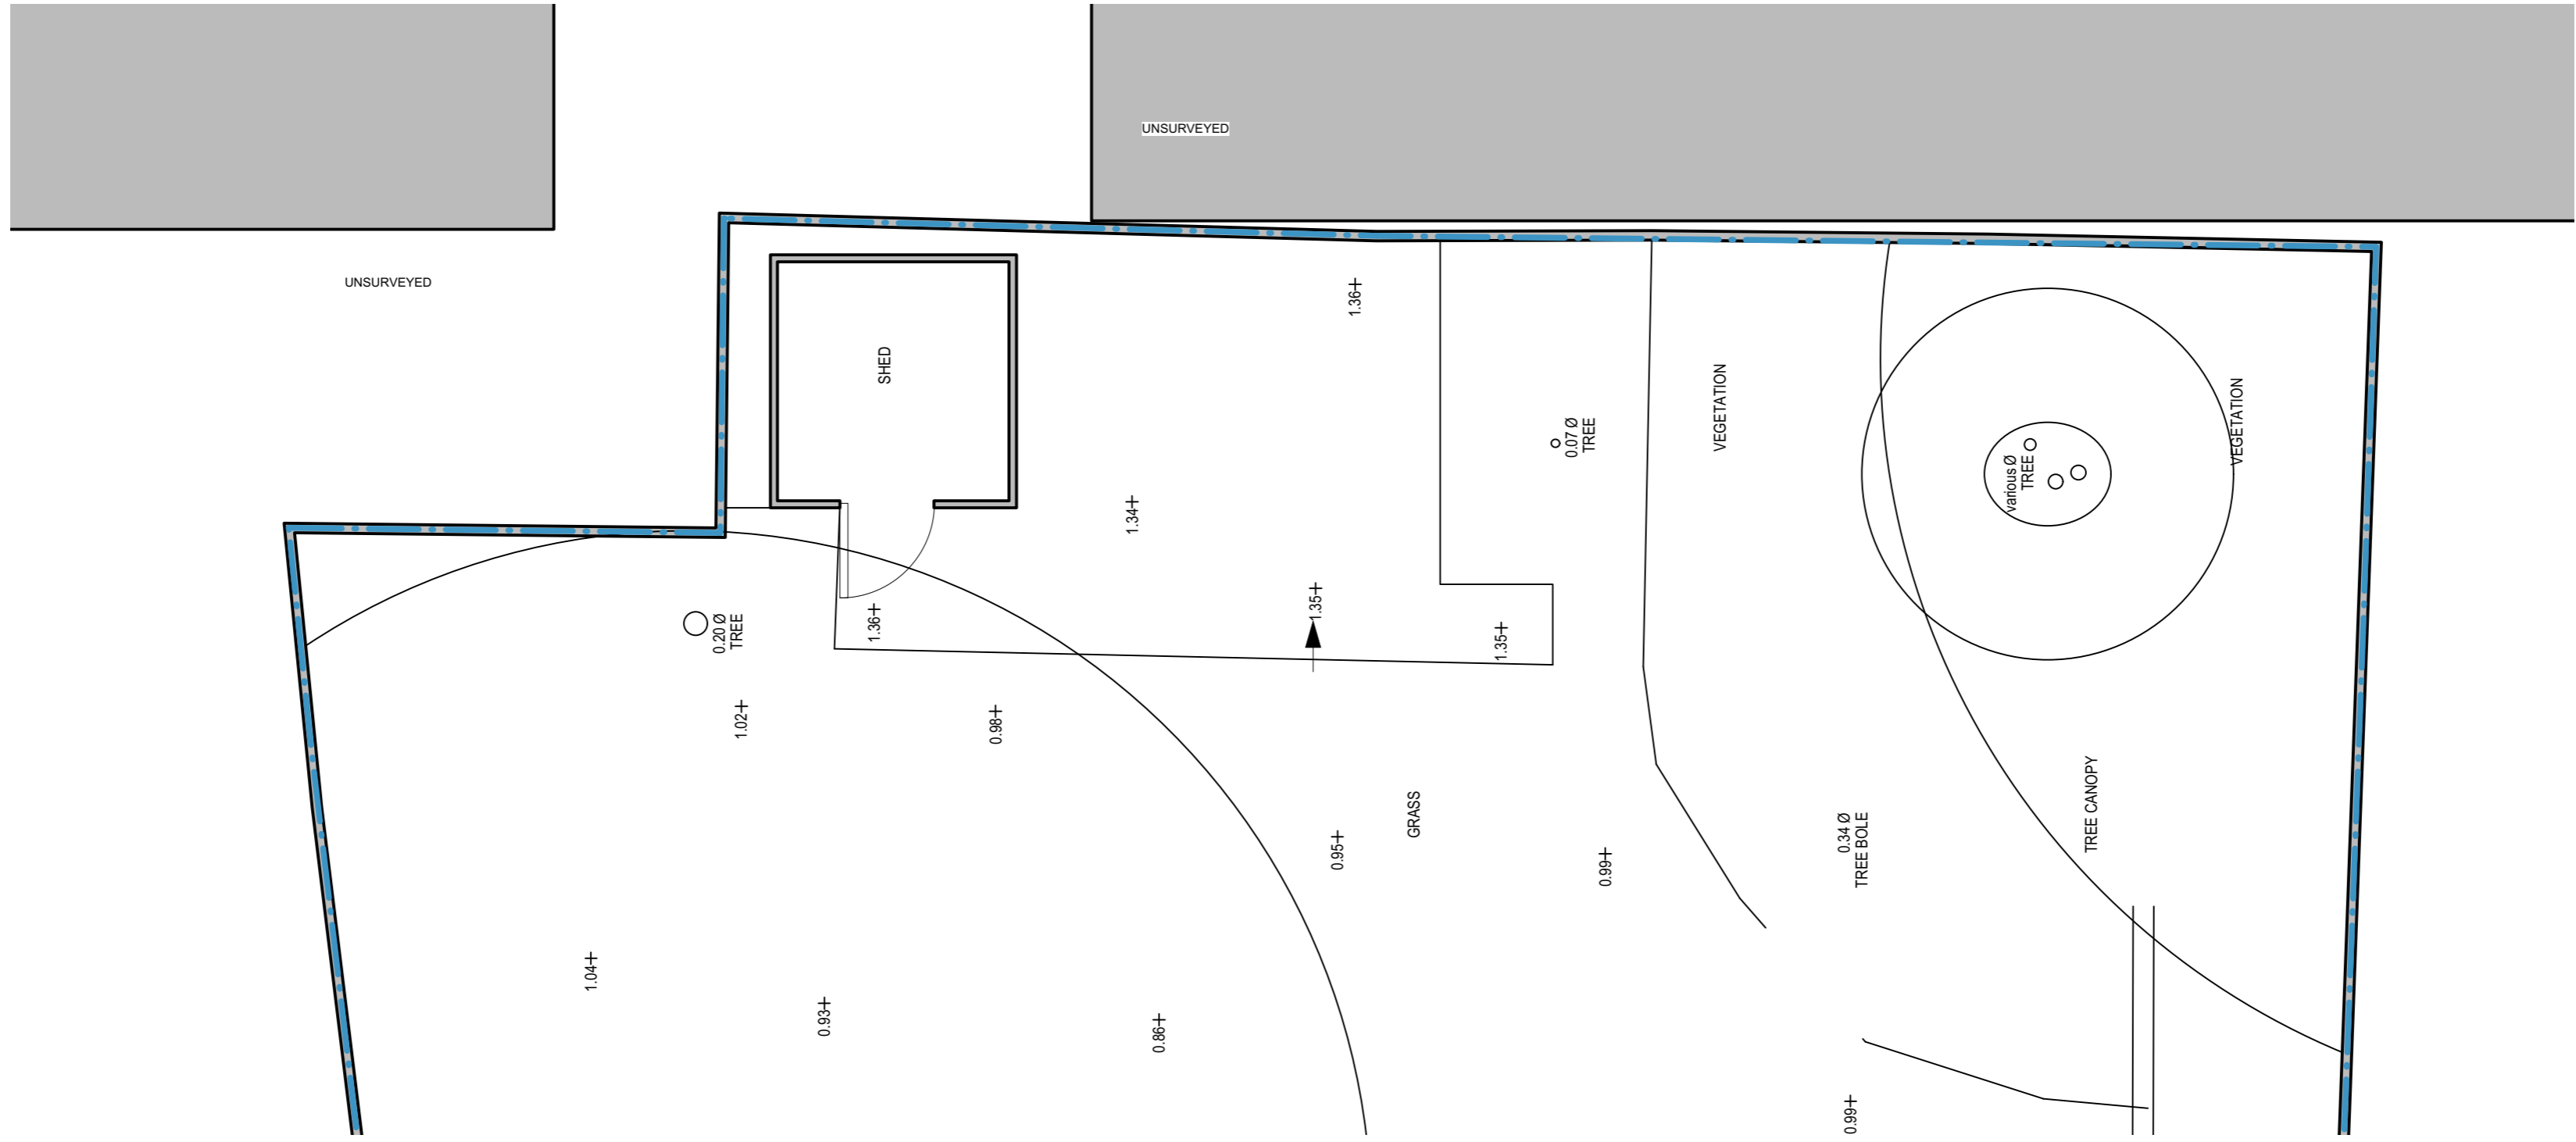 UNSURVEYED
UNSURVEYED
1.36+
SHED
VEGETATION
VEGETATION
0.07 Ø
TREE
various Ø
TREE
1.34+
1.35+
1.36+
1.35+
0.20 Ø
TREE
1.02+
0.98+
GRASS
TREE CANOPY
0.95+
0.99+
0.34 Ø
TREE BOLE
1.04+
0.93+
0.86+
0.99+